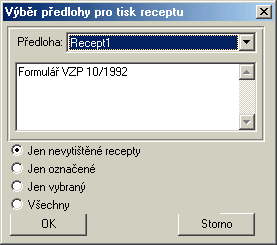 Výběr předlohy pro tisk receptu
Předloha: Recept1
Formulář VZP 10/1992
Jen nevytištěné recepty
Jen označené
Jen vybraný
Všechny
OK Storno